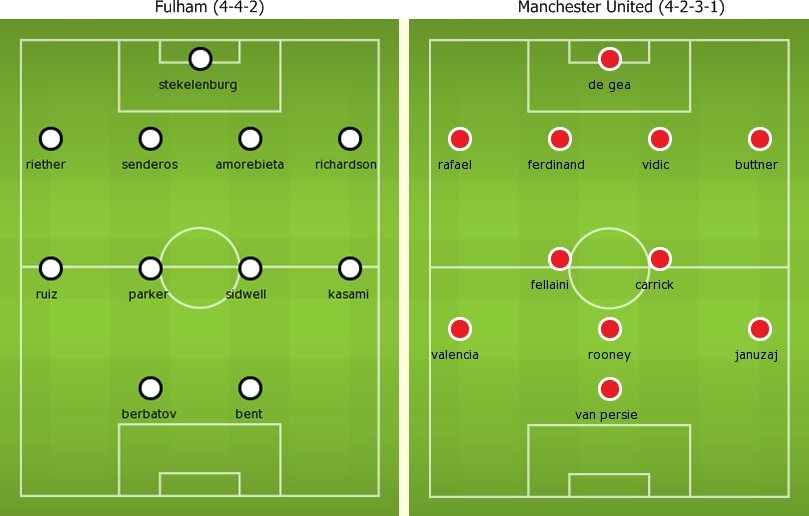 Fulham (4-4-2)
stekelenburg
riether senderos amorebieta richardson
ruiz parker sidwell kasami
berbatov bent
Manchester United (4-2-3-1)
de gea
rafael ferdinand vidic buttner
fellaini carrick
valencia rooney januzaj
van persie